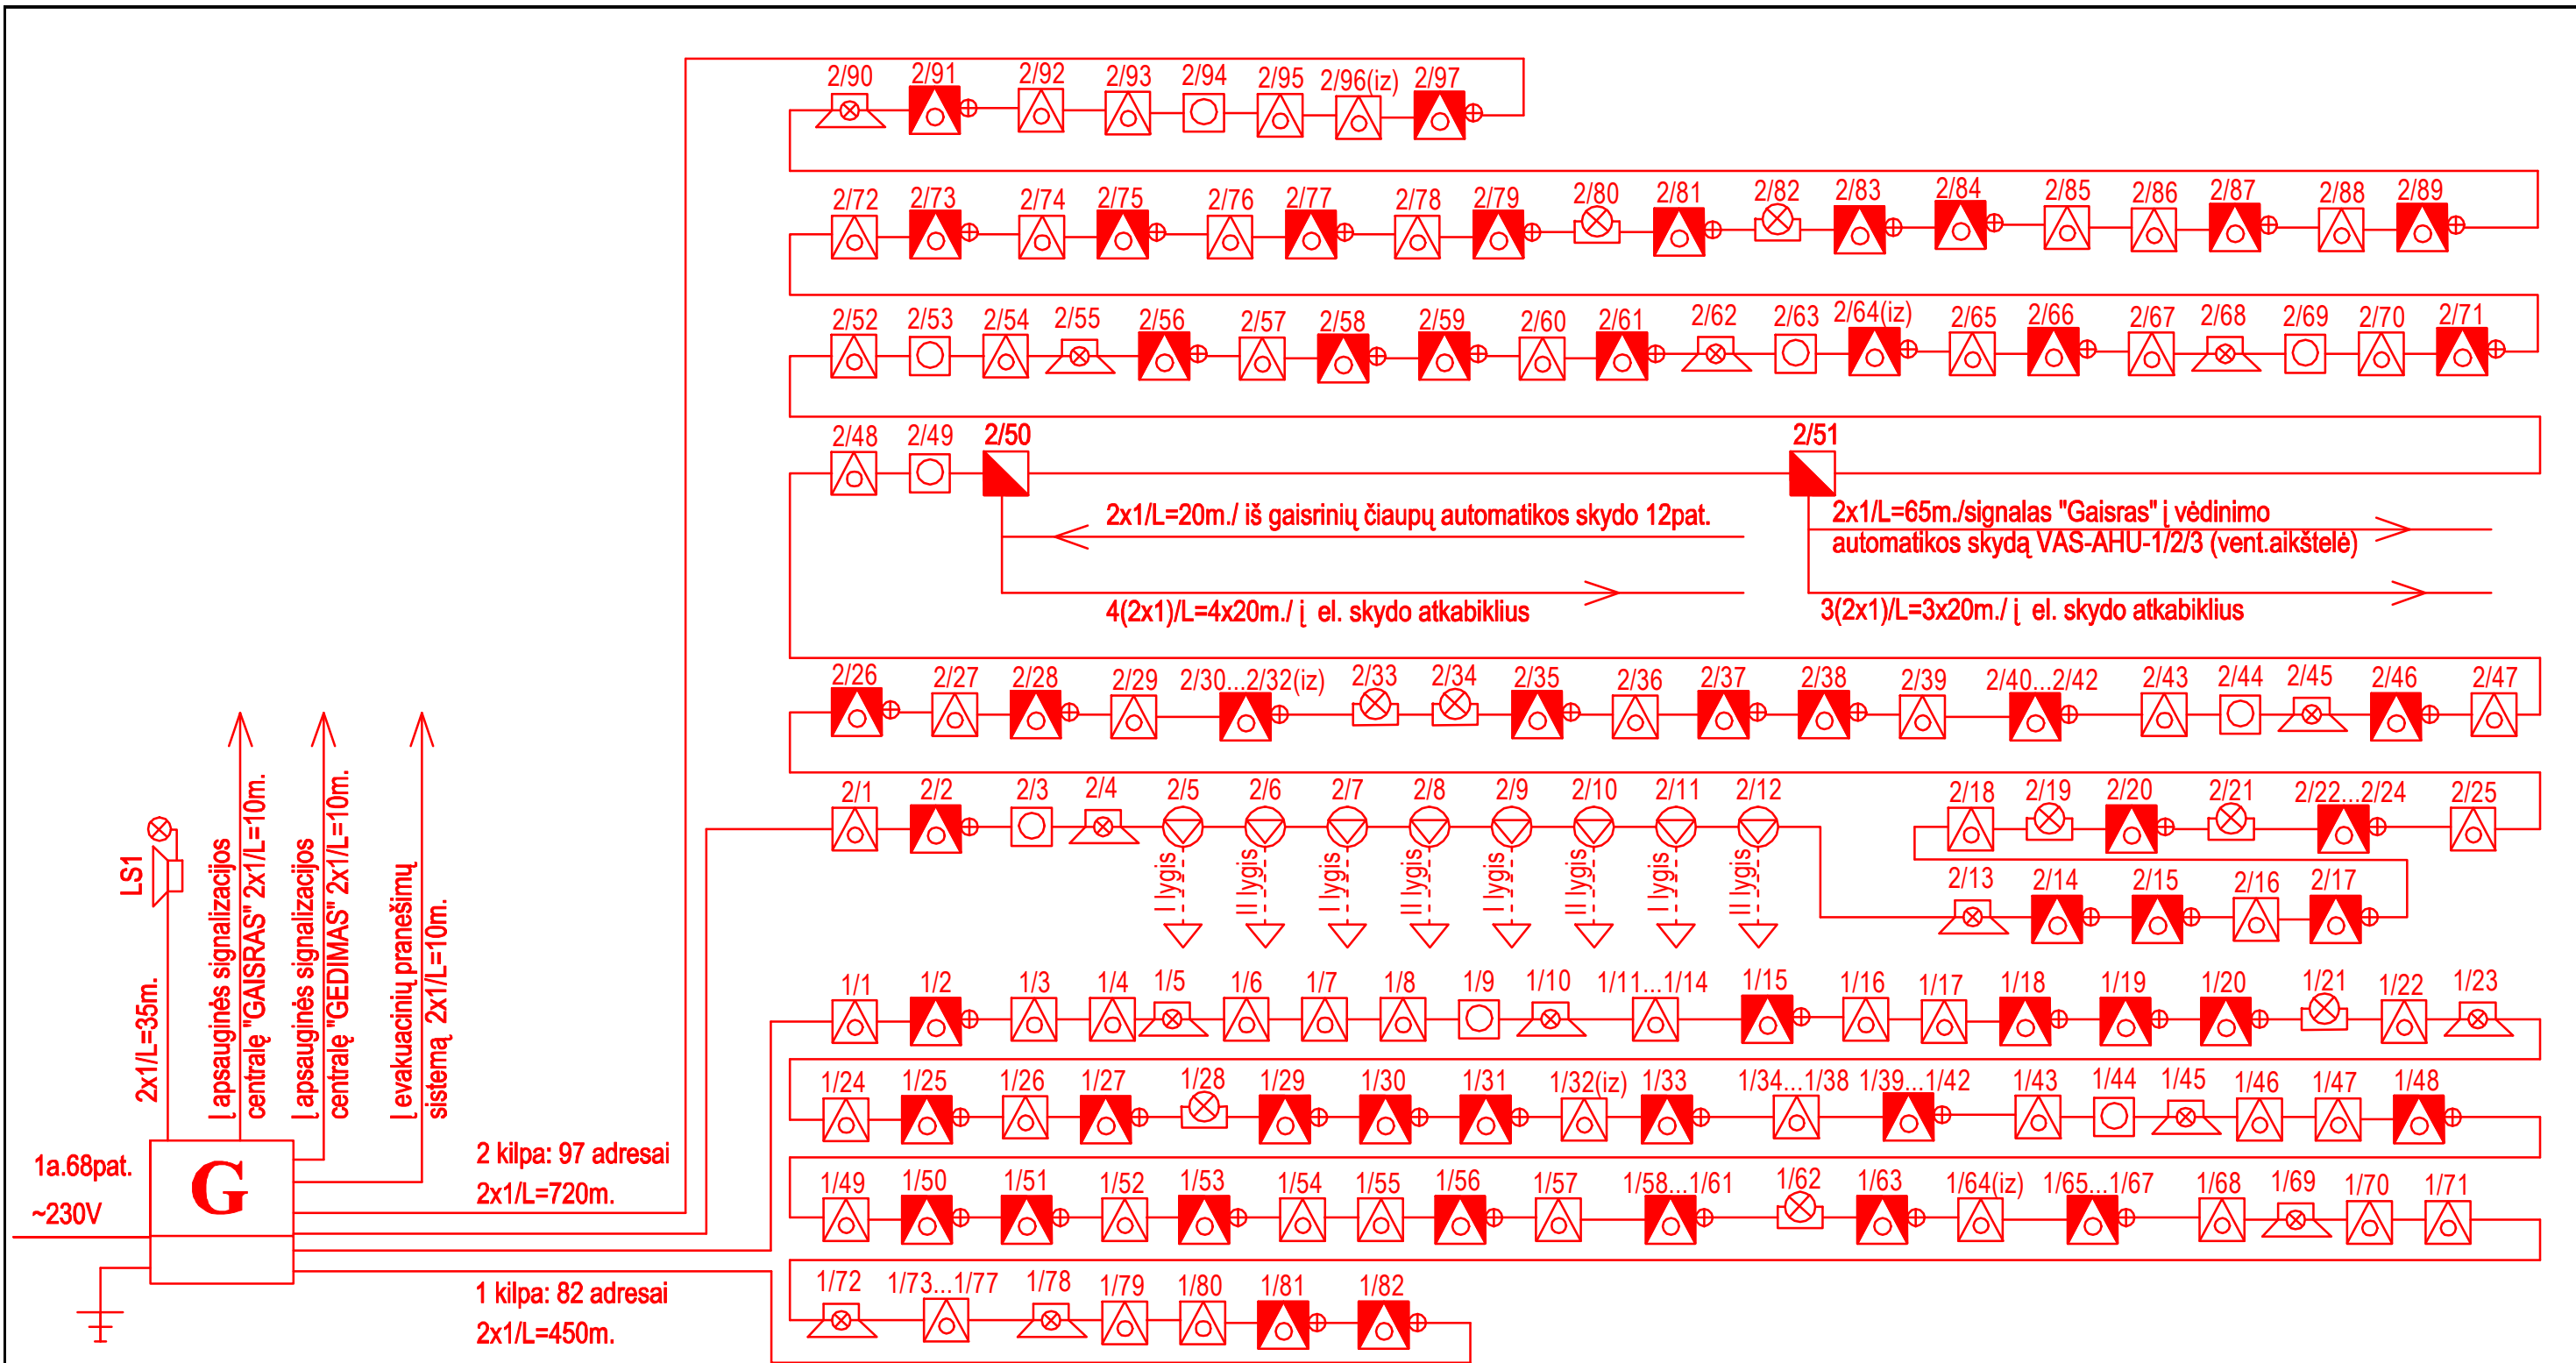 2/90 2/91 2/92 2/93 2/94 2/95 2/96(iz) 2/97
2/72 2/73 2/74 2/75 2/76 2/77 2/78 2/79 2/80 2/81 2/82 2/83 2/84 2/85 2/86 2/87 2/88 2/89
2/52 2/53 2/54 2/55 2/56 2/57 2/58 2/59 2/60 2/61 2/62 2/63 2/64(iz) 2/65 2/66 2/67 2/68 2/69 2/70 2/71
2/48 2/49 2/50 2/51
2x1/L=20m./ iš gaisrinių čiaupų automatikos skydo 12pat.
4(2x1)/L=4x20m./ į el. skydo atkabiklius
2x1/L=65m./signalas "Gaisras" į vėdinimo
automatikos skydą VAS-AHU-1/2/3 (vent.aikštelė)
3(2x1)/L=3x20m./ į el. skydo atkabiklius
2/26 2/27 2/28 2/29 2/30...2/32(iz) 2/33 2/34 2/35 2/36 2/37 2/38 2/39 2/40...2/42 2/43 2/44 2/45 2/46 2/47
2/1 2/2 2/3 2/4 2/5 2/6 2/7 2/8 2/9 2/10 2/11 2/12 2/18 2/19 2/20 2/21 2/22...2/24 2/25
I lygis II lygis I lygis II lygis I lygis II lygis I lygis II lygis
2/13 2/14 2/15 2/16 2/17
1/1 1/2 1/3 1/4 1/5 1/6 1/7 1/8 1/9 1/10 1/11...1/14 1/15 1/16 1/17 1/18 1/19 1/20 1/21 1/22 1/23
1/24 1/25 1/26 1/27 1/28 1/29 1/30 1/31 1/32(iz) 1/33 1/34...1/38 1/39...1/42 1/43 1/44 1/45 1/46 1/47 1/48
1/49 1/50 1/51 1/52 1/53 1/54 1/55 1/56 1/57 1/58...1/61 1/62 1/63 1/64(iz) 1/65...1/67 1/68 1/69 1/70 1/71
1/72 1/73...1/77 1/78 1/79 1/80 1/81 1/82
LS1
2x1/L=35m.
Į apsauginės signalizacijos
centralę "GAISRAS" 2x1/L=10m.
Į apsauginės signalizacijos
centralę "GEDIMAS" 2x1/L=10m.
Į evakuacinių pranešimų
sistemą 2x1/L=10m.
1a.68pat.
~230V
G
2 kilpa: 97 adresai
2x1/L=720m.
1 kilpa: 82 adresai
2x1/L=450m.